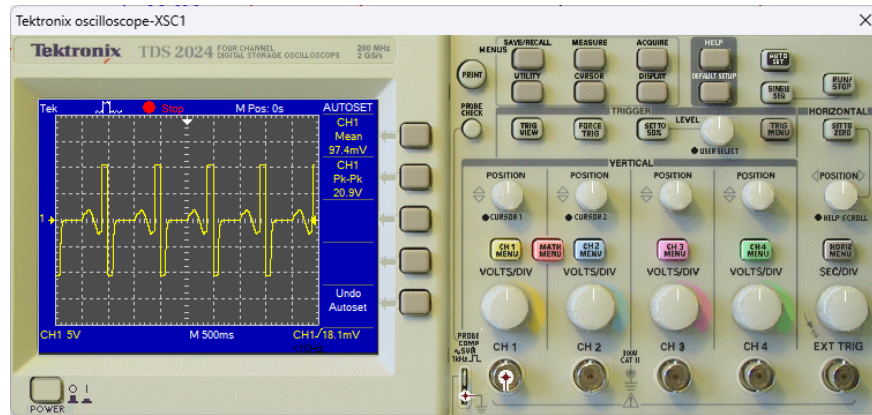 Tektronix oscilloscope-XSC1
Tektronix TDS 2024 FOUR CHANNEL DIGITAL STORAGE OSCILLOSCOPE 200 MHz 2 GS/s
Tek Stop M Pos: 0s AUTOSET
CH1
Mean
97.4mV
CH1
Pk-Pk
20.9V
1
Undo
Autoset
CH1 5V M 500ms CH1/18.1mV
POWER
PRINT
MENUS
SAVE/RECALL MEASURE ACQUIRE HELP
AUTO SET
UTILITY CURSOR DISPLAY DEFAULT SETUP
SINGLE SEQ
RUN/STOP
PROBE CHECK
TRIGGER
HORIZONTAL
TRIG VIEW
FORCE TRIG
SET TO 50%
LEVEL
USER SELECT
TRIG MENU
SET TO ZERO
VERTICAL
POSITION POSITION POSITION POSITION POSITION
CURSOR 1 CURSOR 2 HELP SCROLL
CH 1 MENU
MATH MENU
CH 2 MENU
CH 3 MENU
CH 4 MENU
HORIZ MENU
VOLTS/DIV VOLTS/DIV VOLTS/DIV VOLTS/DIV SEC/DIV
PROBE COMP
~5V
1kHz
CH 1 CH 2 CH 3 CH 4 EXT TRIG
300V
CAT II